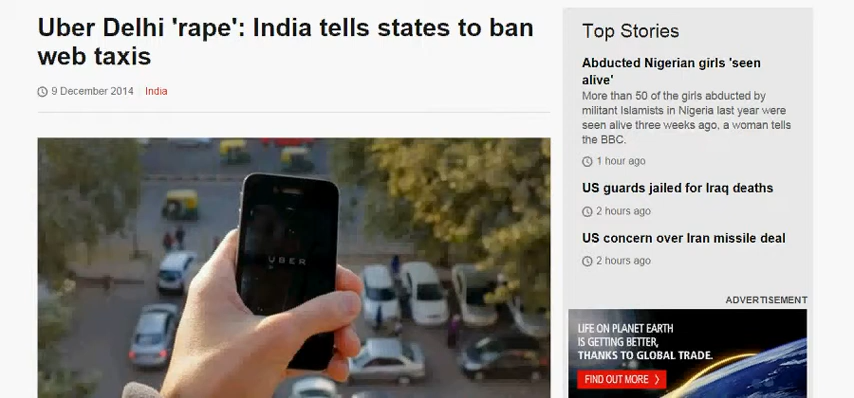 Uber Delhi 'rape': India tells states to ban
web taxis
9 December 2014
India
UBER
Top Stories
Abducted Nigerian girls 'seen
alive'
More than 50 of the girls abducted by
militant Islamists in Nigeria last year were
seen alive three weeks ago, a woman tells
the BBC.
1 hour ago
US guards jailed for Iraq deaths
2 hours ago
US concern over Iran missile deal
2 hours ago
ADVERTISEMENT
LIFE ON PLANET EARTH
IS GETTING BETTER,
THANKS TO GLOBAL TRADE.
FIND OUT MORE